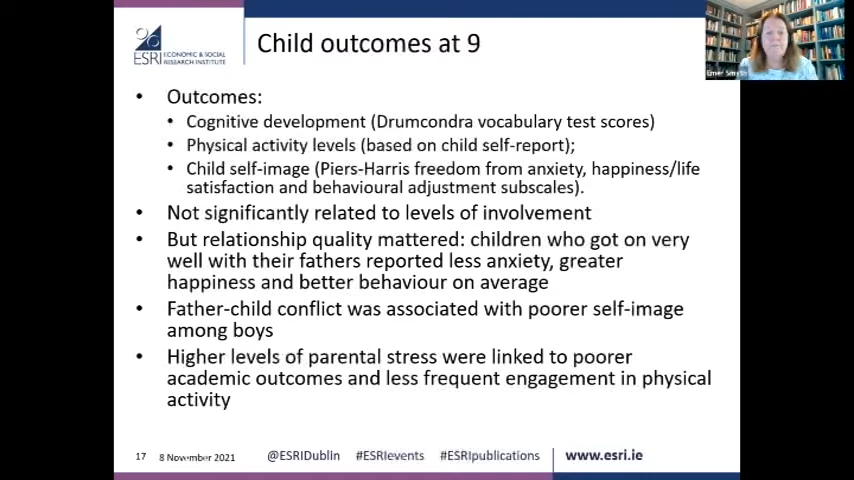 ESRI
ECONOMIC & SOCIAL
RESEARCH INSTITUTE
Child outcomes at 9
Emer Smyth
• Outcomes:
• Cognitive development (Drumcondra vocabulary test scores)
• Physical activity levels (based on child self-report);
• Child self-image (Piers-Harris freedom from anxiety, happiness/life
satisfaction and behavioural adjustment subscales).
• Not significantly related to levels of involvement
• But relationship quality mattered: children who got on very
well with their fathers reported less anxiety, greater
happiness and better behaviour on average
• Father-child conflict was associated with poorer self-image
among boys
• Higher levels of parental stress were linked to poorer
academic outcomes and less frequent engagement in physical
activity
17 8 November 2021 @ESRIDublin #ESRIevents #ESRIpublications www.esri.ie